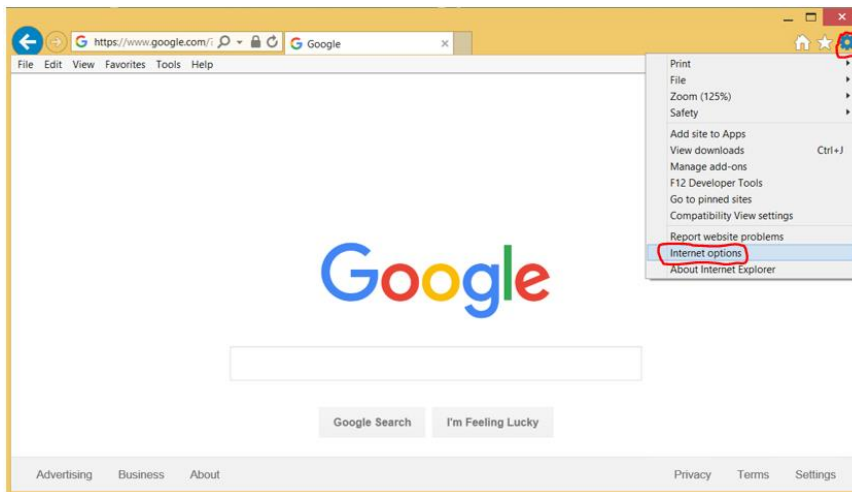 https://www.google.com/
Google
File Edit View Favorites Tools Help
Print
File
Zoom (125%)
Safety
Add site to Apps
View downloads Ctrl+J
Manage add-ons
F12 Developer Tools
Go to pinned sites
Compatibility View settings
Report website problems
Internet options
About Internet Explorer
Google
Google Search I'm Feeling Lucky
Advertising Business About Privacy Terms Settings